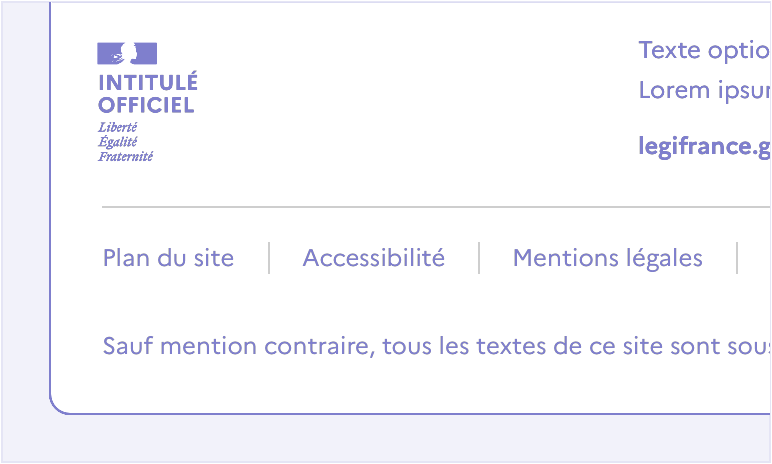 INTITULÉ
OFFICIEL
Liberté
Égalité
Fraternité
Texte optio
Lorem ipsu
legifrance.g
Plan du site
Accessibilité
Mentions légales
Sauf mention contraire, tous les textes de ce site sont sous